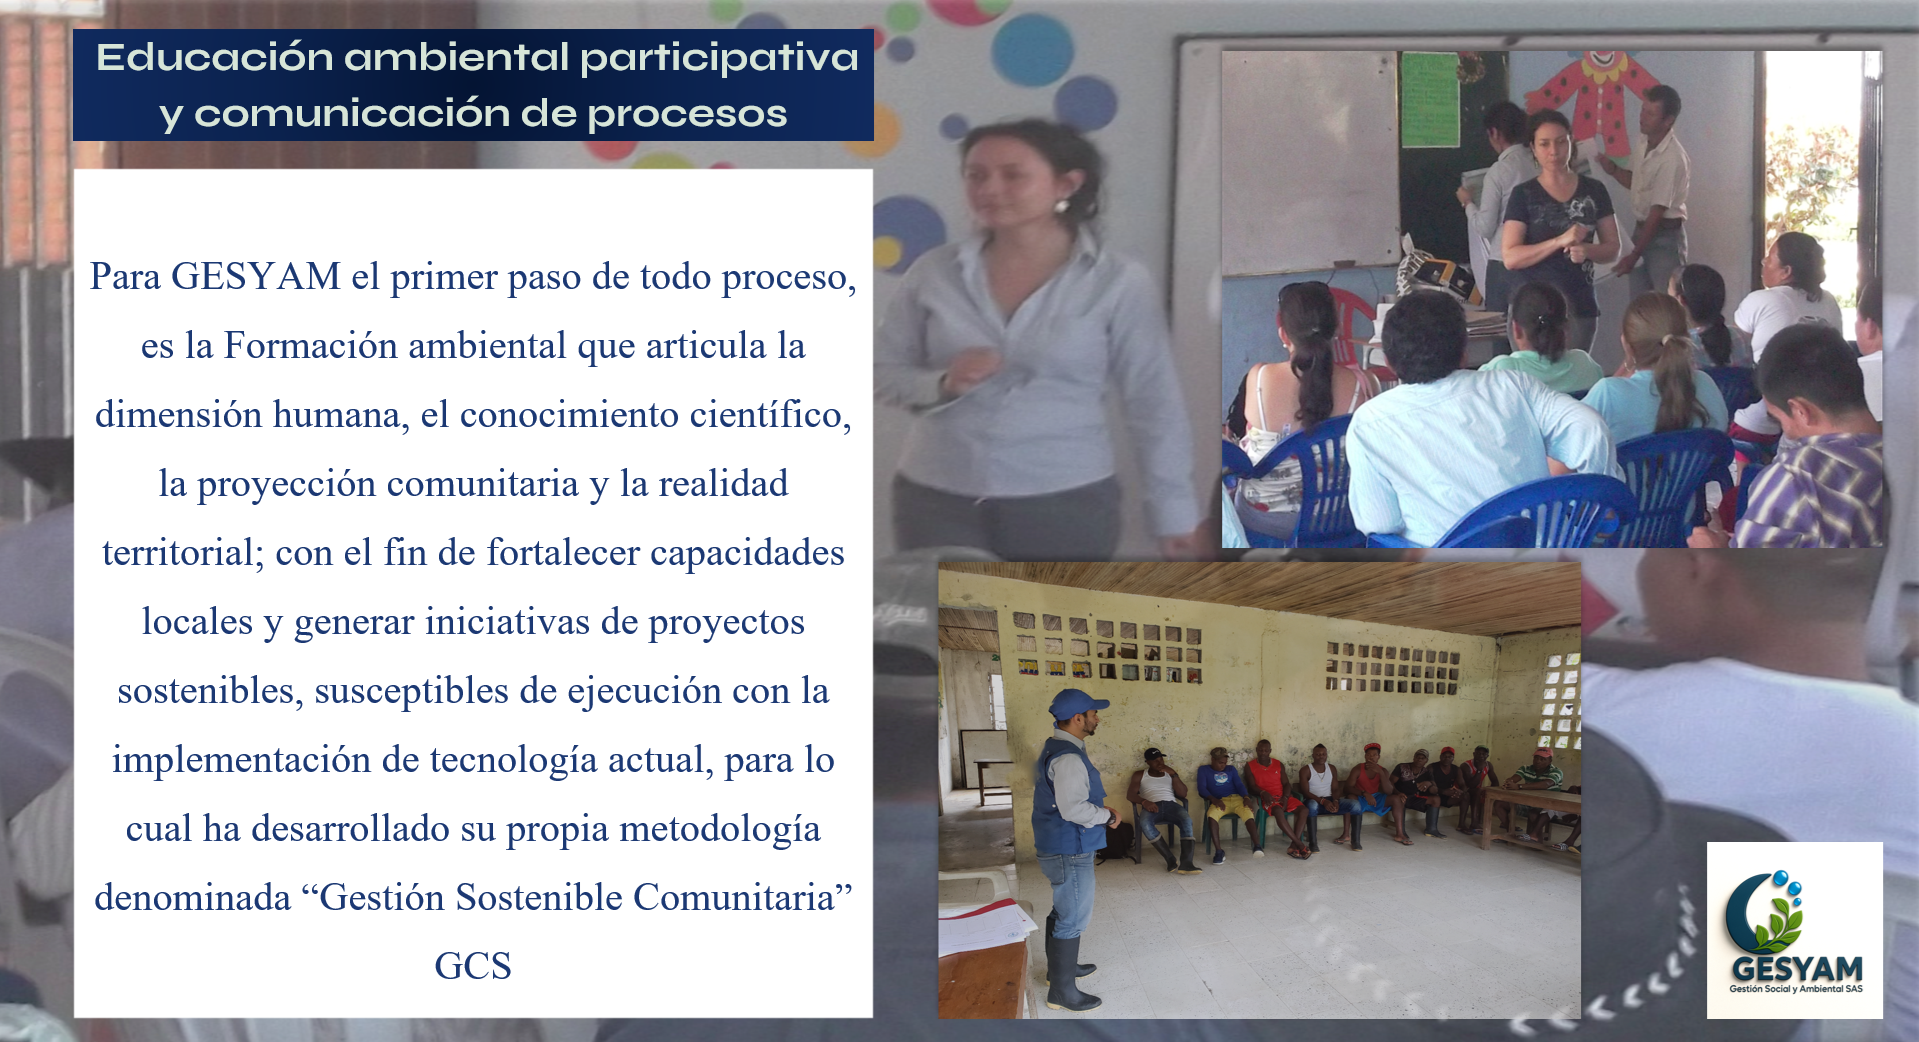 Educación ambiental participativa
y comunicación de procesos
Para GESYAM el primer paso de todo proceso,
es la Formación ambiental que articula la
dimensión humana, el conocimiento científico,
la proyección comunitaria y la realidad
territorial; con el fin de fortalecer capacidades
locales y generar iniciativas de proyectos
sostenibles, susceptibles de ejecución con la
implementación de tecnología actual, para lo
cual ha desarrollado su propia metodología
denominada “Gestión Sostenible Comunitaria”
GCS
GESYAM
Gestión Social y Ambiental SAS